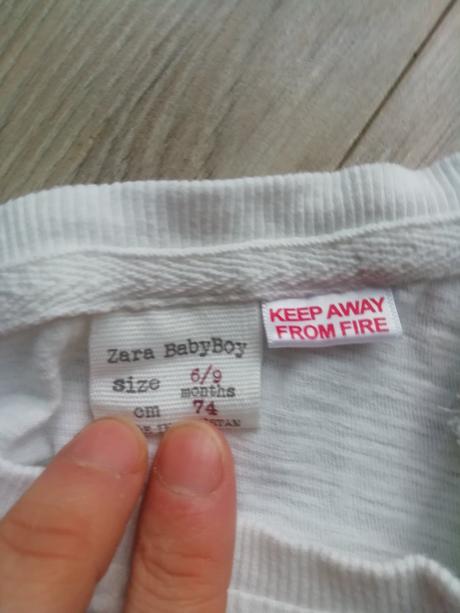 Zara BabyBoy
size 6/9
months
cm 74
KEEP AWAY
FROM FIRE